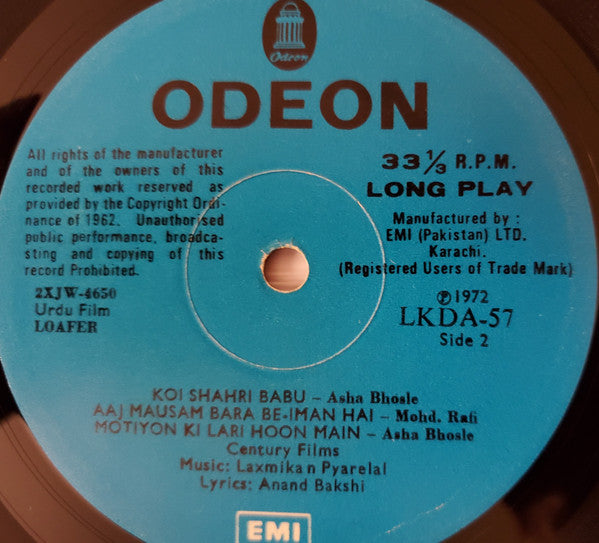 Odeon
ODEON
All rights of the manufacturer
and of the owners of this
recorded work reserved as
provided by the Copyright Ordi-
nance of 1962. Unauthorised
public performance, broadca-
sting and copying of this
record Prohibited.
2XJW-4650
Urdu Film
LOAFER
33⅓ R.P.M.
LONG PLAY
Manufactured by :
EMI (Pakistan) LTD.
Karachi.
(Registered Users of Trade Mark)
℗1972
LKDA-57
Side 2
KOI SHAHRI BABU – Asha Bhosle
AAJ MAUSAM BARA BE-IMAN HAI – Mohd. Rafi
MOTIYON KI LARI HOON MAIN – Asha Bhosle
Century Films
Music: Laxmikan Pyarelal
Lyrics: Anand Bakshi
EMI